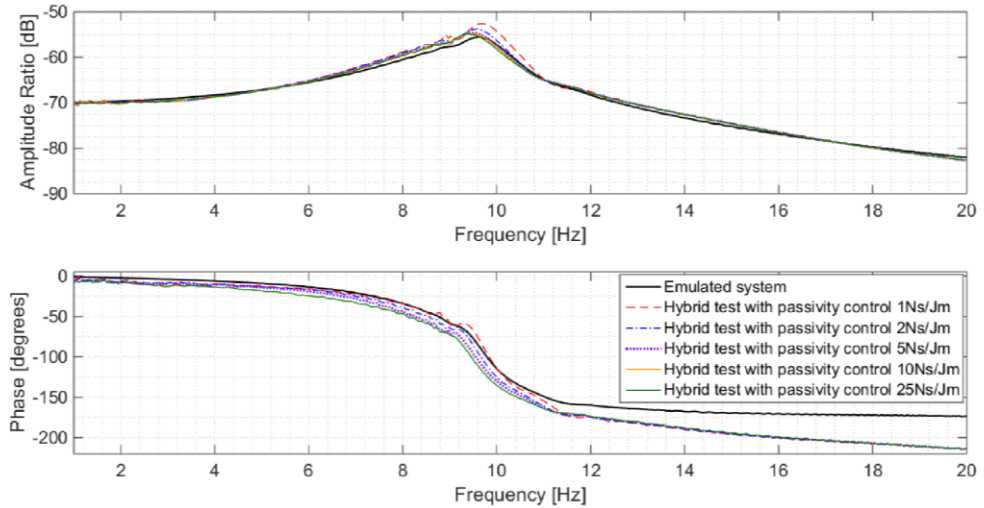 -50
-60
-70
-80
-90
Amplitude Ratio [dB]
2 4 6 8 10 12 14 16 18 20
Frequency [Hz]
0
-50
-100
-150
-200
Phase [degrees]
Emulated system
Hybrid test with passivity control 1Ns/Jm
Hybrid test with passivity control 2Ns/Jm
Hybrid test with passivity control 5Ns/Jm
Hybrid test with passivity control 10Ns/Jm
Hybrid test with passivity control 25Ns/Jm
2 4 6 8 10 12 14 16 18 20
Frequency [Hz]